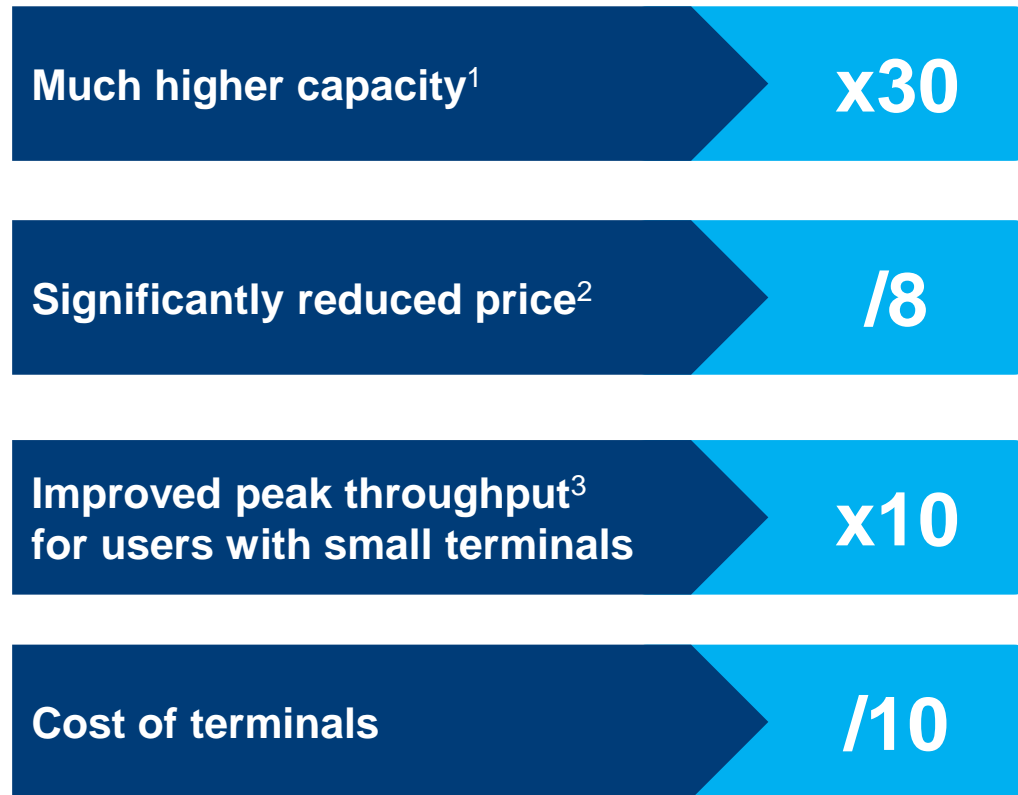 Much higher capacity¹
x30
Significantly reduced price²
/8
Improved peak throughput³
for users with small terminals
x10
Cost of terminals
/10